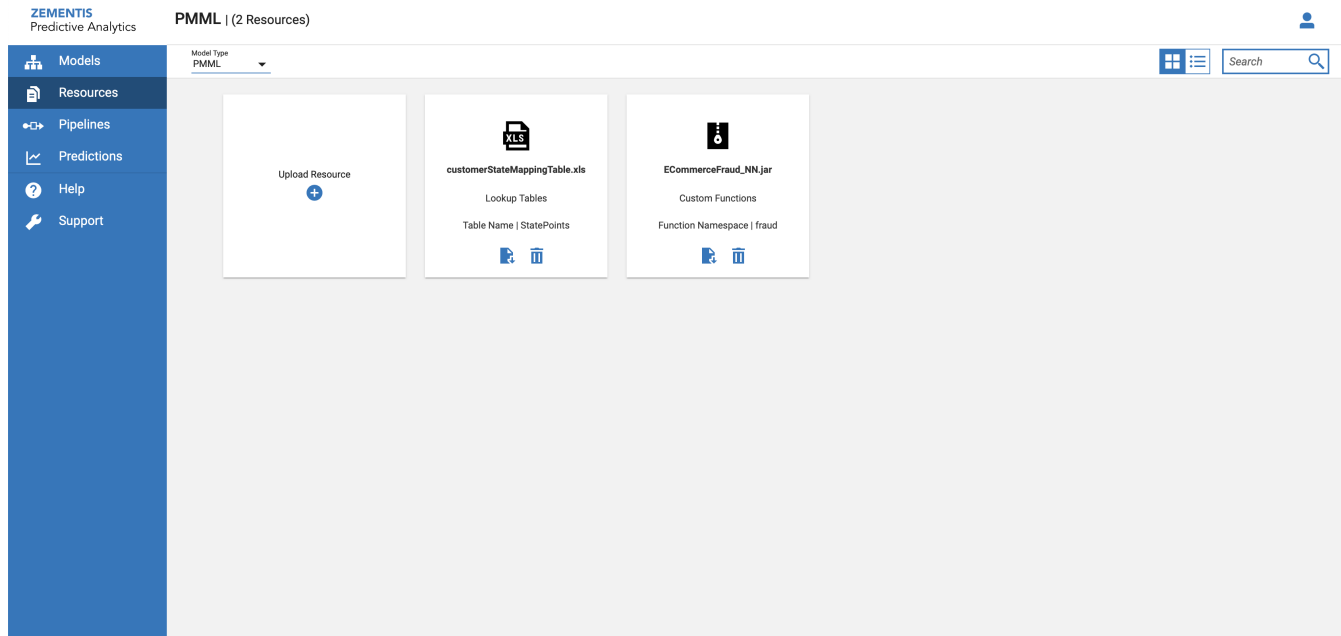 ZEMENTIS
Predictive Analytics
PMML | (2 Resources)
Models
Resources
Pipelines
Predictions
Help
Support
Model Type
PMML
Search
Upload Resource
XLS
customerStateMappingTable.xls
Lookup Tables
Table Name | StatePoints
ECommerceFraud_NN.jar
Custom Functions
Function Namespace | fraud